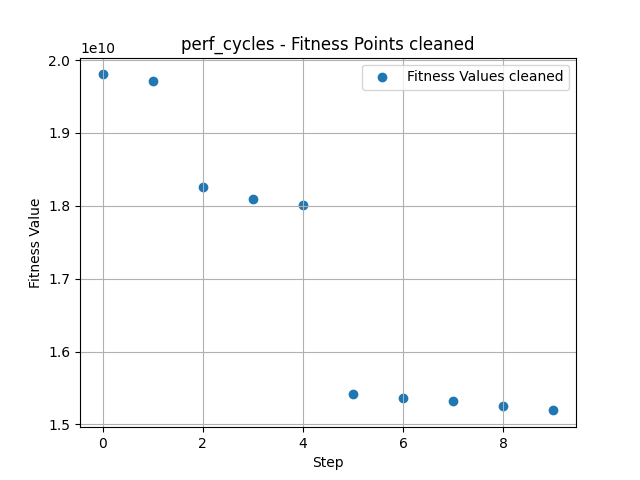 perf_cycles - Fitness Points cleaned
1e10
Fitness Values cleaned
2.0
1.9
1.8
1.7
1.6
1.5
Fitness Value
0 2 4 6 8
Step